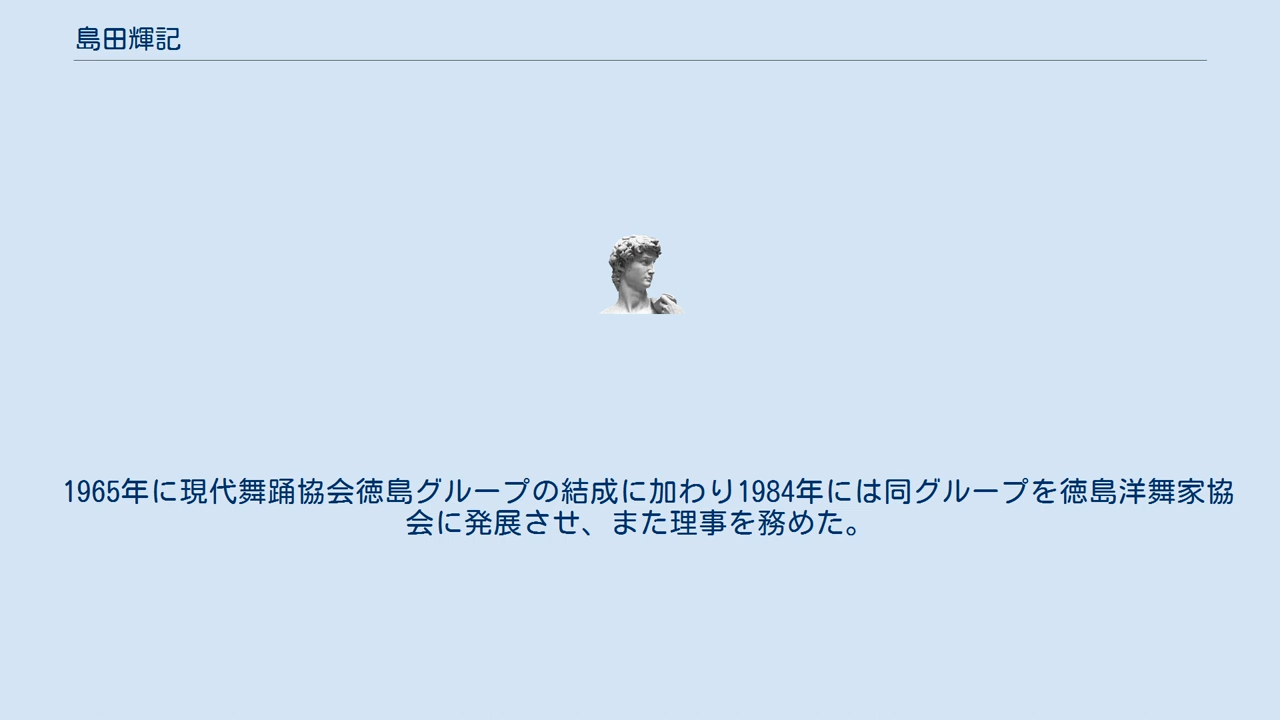 島田輝記
1965年に現代舞踊協会徳島グループの結成に加わり1984年には同グループを徳島洋舞家協
会に発展させ、また理事を務めた。